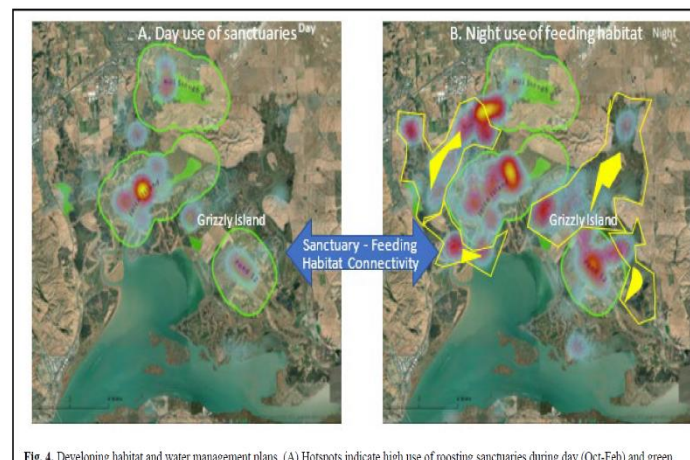 A. Day use of sanctuaries Day
B. Night use of feeding habitat Night
Grizzly Island
Grizzly Island
Sanctuary - Feeding
Habitat Connectivity
Fig. 4. Developing habitat and water management plans. (A) Hotspots indicate high use of roosting sanctuaries during day (Oct-Feb) and green